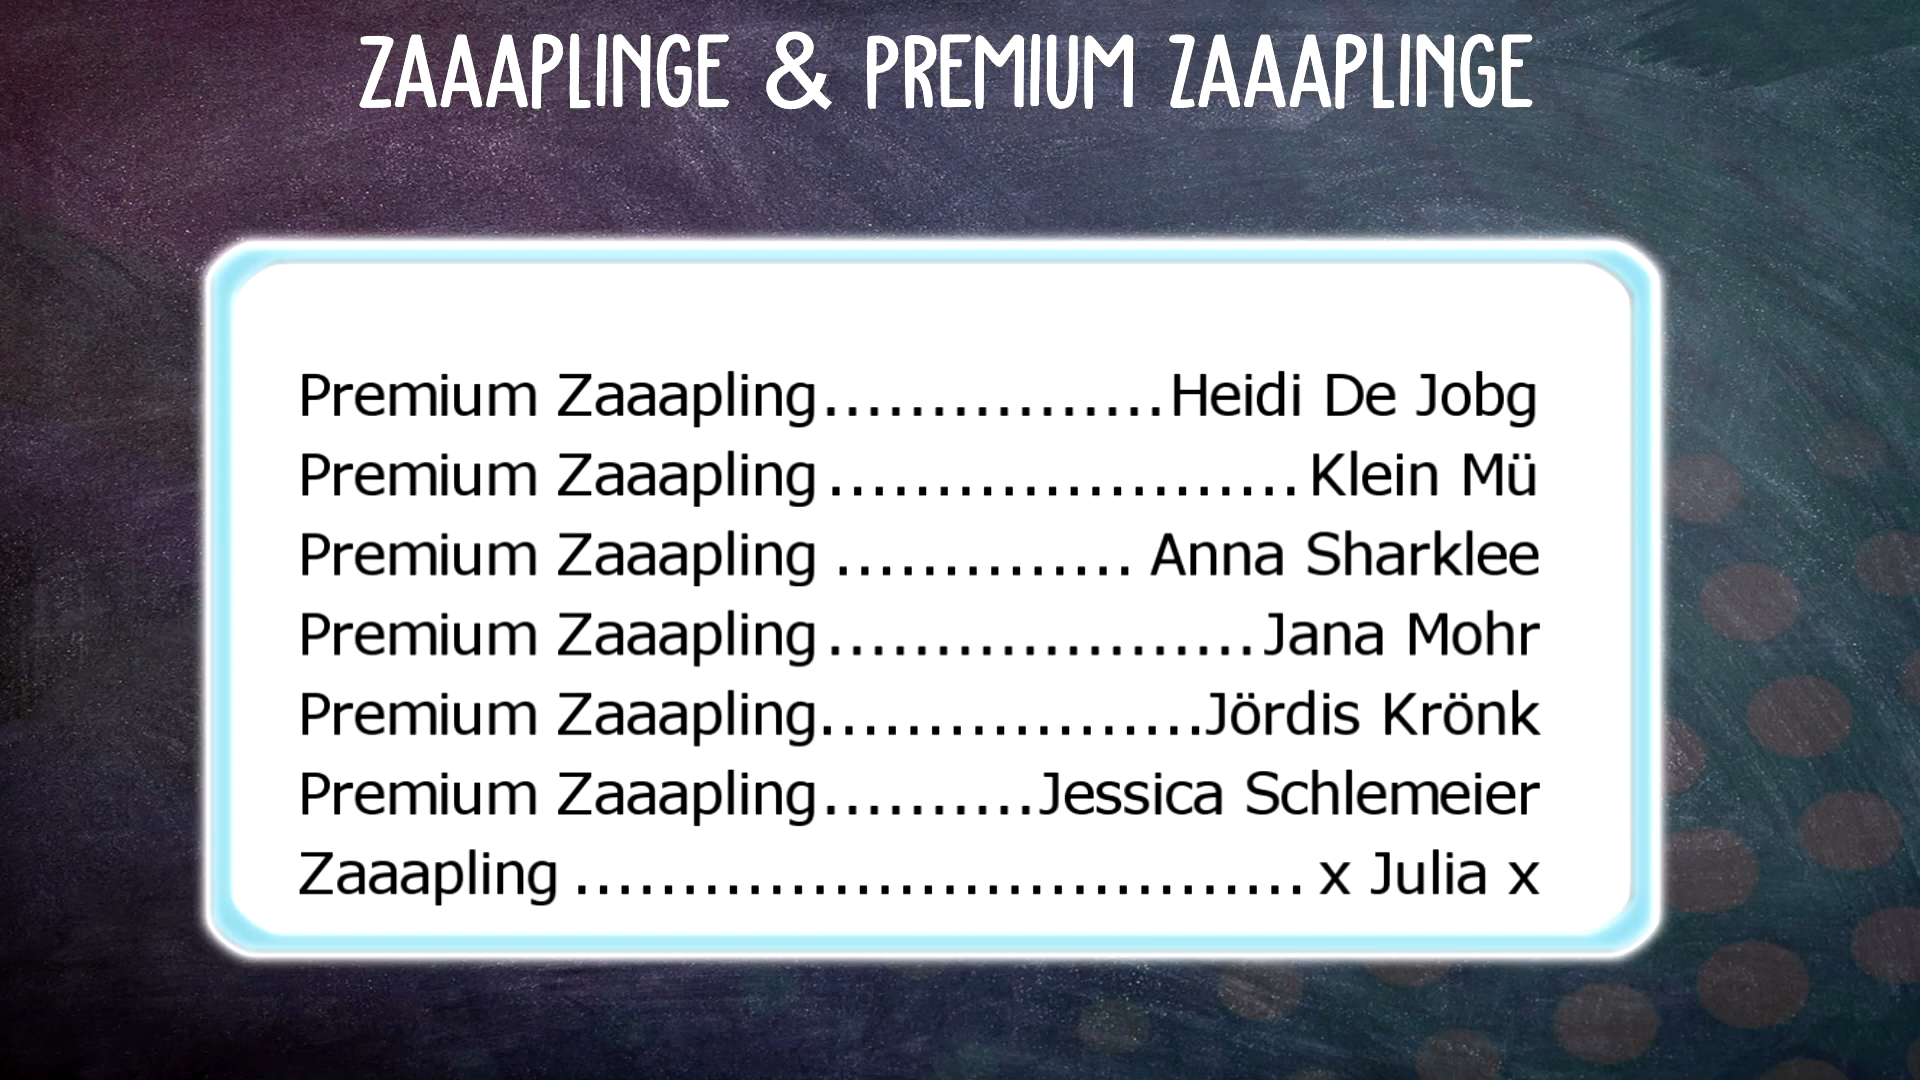 ZAAAPLINGE & PREMIUM ZAAAPLINGE
Premium Zaaapling................Heidi De Jobg
Premium Zaaapling......................Klein Mü
Premium Zaaapling .............. Anna Sharklee
Premium Zaaapling....................Jana Mohr
Premium Zaaapling..................Jördis Krönk
Premium Zaaapling..........Jessica Schlemeier
Zaaapling .................................. x Julia x